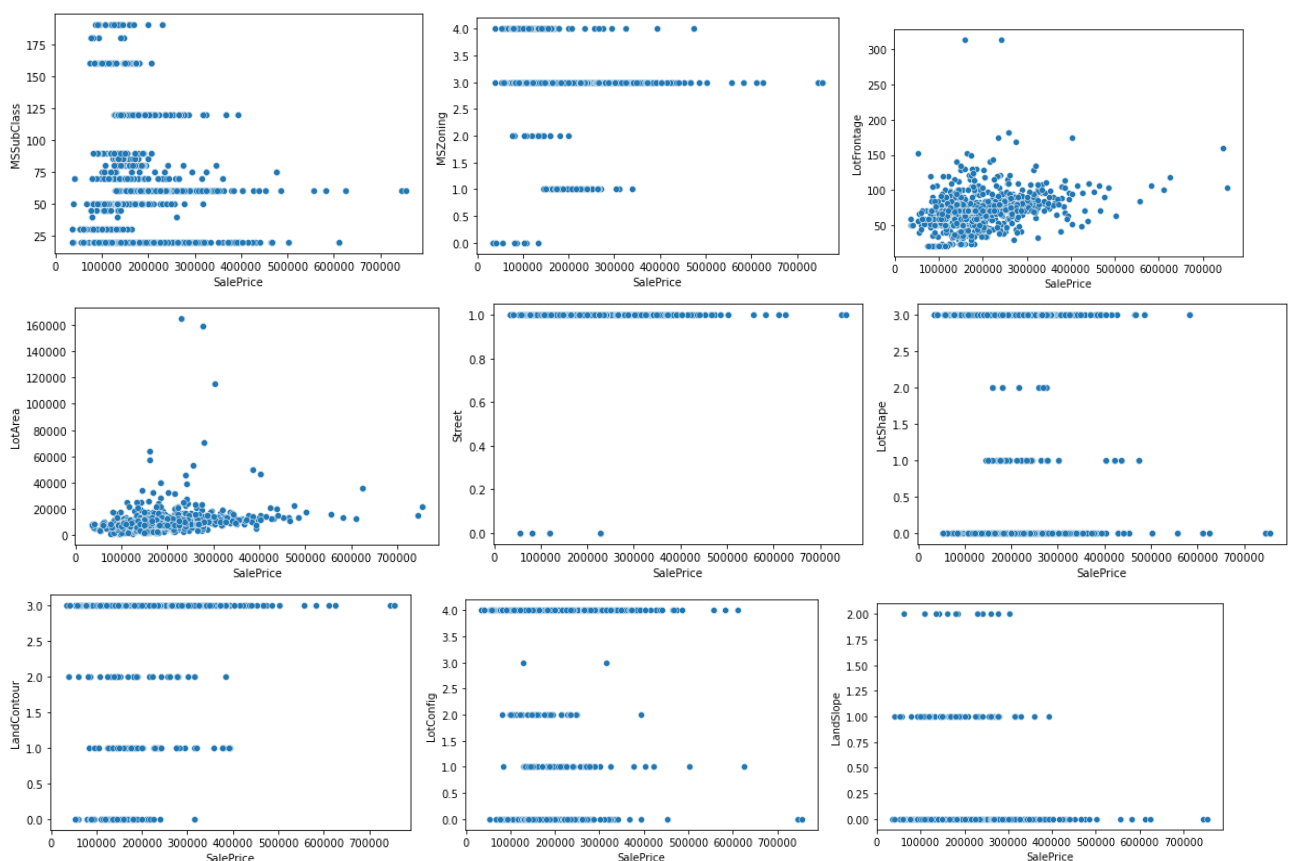 MSSubClass
175
150
125
100
75
50
25
0 100000 200000 300000 400000 500000 600000 700000
SalePrice
MSZoning
4.0
3.5
3.0
2.5
2.0
1.5
1.0
0.5
0.0
0 100000 200000 300000 400000 500000 600000 700000
SalePrice
LotFrontage
300
250
200
150
100
50
0 100000 200000 300000 400000 500000 600000 700000
SalePrice
LotArea
160000
140000
120000
100000
80000
60000
40000
20000
0
0 100000 200000 300000 400000 500000 600000 700000
SalePrice
Street
1.0
0.8
0.6
0.4
0.2
0.0
0 100000 200000 300000 400000 500000 600000 700000
SalePrice
LotShape
3.0
2.5
2.0
1.5
1.0
0.5
0.0
0 100000 200000 300000 400000 500000 600000 700000
SalePrice
LandContour
3.0
2.5
2.0
1.5
1.0
0.5
0.0
0 100000 200000 300000 400000 500000 600000 700000
SalePrice
LotConfig
4.0
3.5
3.0
2.5
2.0
1.5
1.0
0.5
0.0
0 100000 200000 300000 400000 500000 600000 700000
SalePrice
LandSlope
2.00
1.75
1.50
1.25
1.00
0.75
0.50
0.25
0.00
0 100000 200000 300000 400000 500000 600000 700000
SalePrice